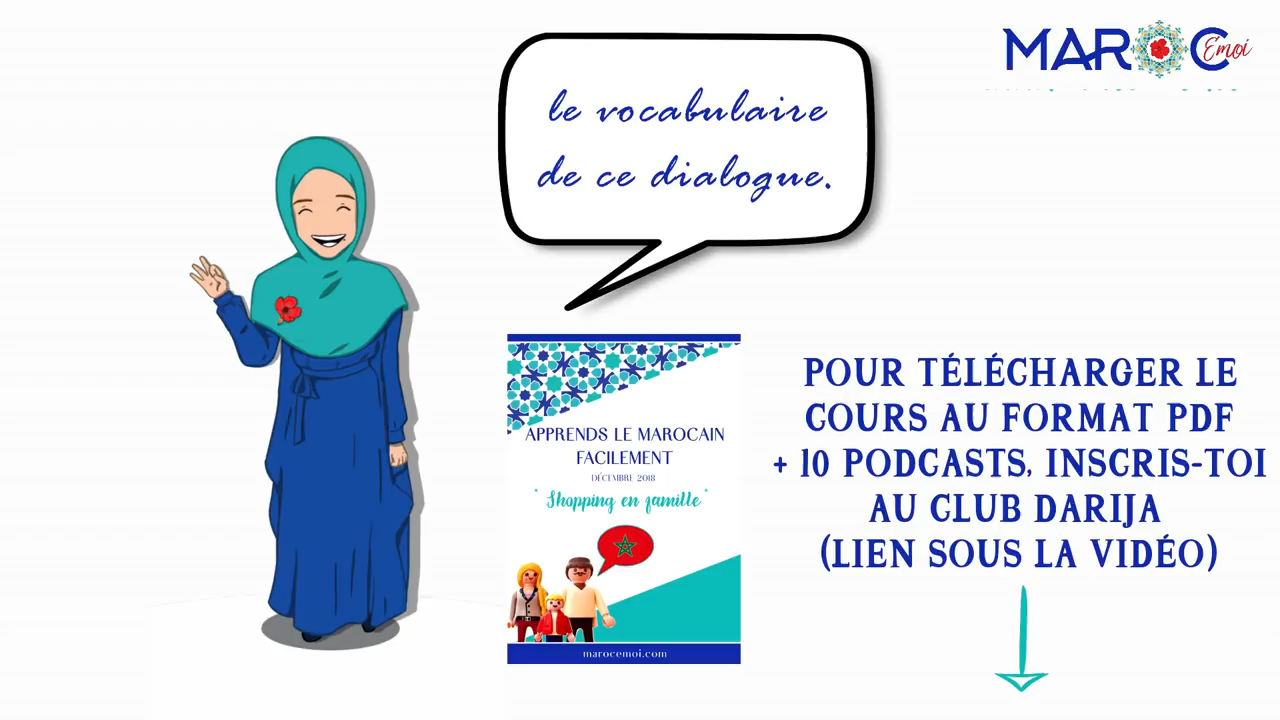 MAROC
Emoi
le vocabulaire
de ce dialogue.
APPRENDS LE MAROCAIN
FACILEMENT
DÉCEMBRE 2018
" Shopping en famille "
marocemoi.com
POUR TÉLÉCHARGER LE
COURS AU FORMAT PDF
+ 10 PODCASTS, INSCRIS-TOI
AU CLUB DARIJA
(LIEN SOUS LA VIDÉO)